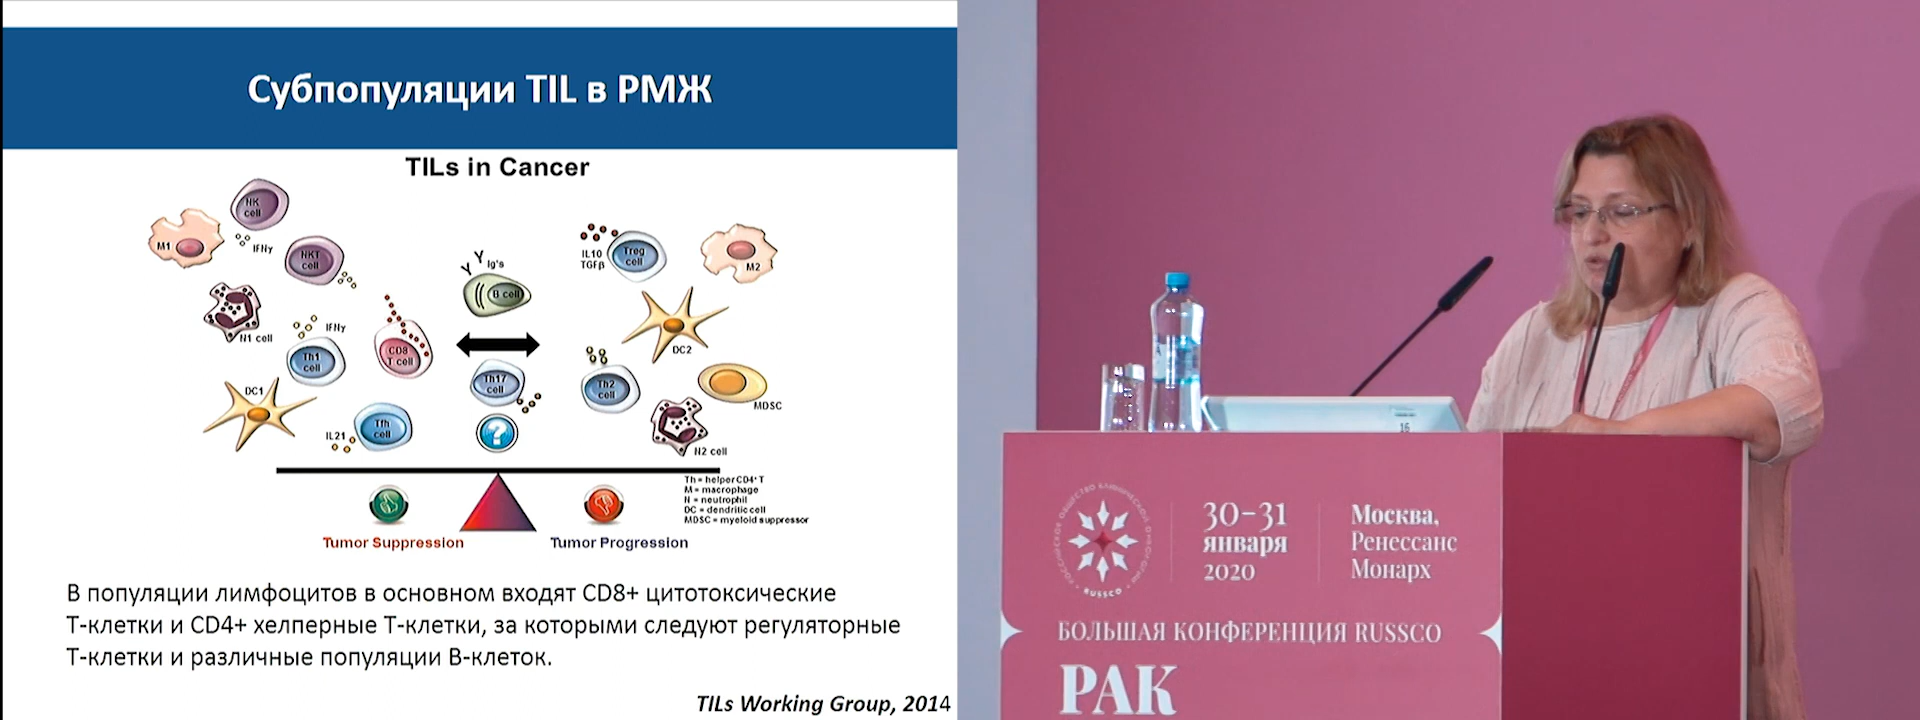 Субпопуляции TIL в РМЖ
TILs in Cancer
NK
cell
IFNγ
M1
NKT
cell
N1 cell
IFNγ
Th1
cell
CD8
T cell
DC1
Tfh
cell
IL21
Ig's
B cell
Th17
cell
?
IL10
TGFβ
Treg
cell
M2
DC2
Th2
cell
MDSC
N2 cell
Th = helper CD4+ T
M = macrophage
N = neutrophil
DC = dendritic cell
MDSC = myeloid suppressor
Tumor Suppression
Tumor Progression
В популяции лимфоцитов в основном входят CD8+ цитотоксические
Т-клетки и CD4+ хелперные Т-клетки, за которыми следуют регуляторные
Т-клетки и различные популяции В-клеток.
TILs Working Group, 2014
16
RUSSCO
30–31
января
2020
Москва,
Ренессанс
Монарх
БОЛЬШАЯ КОНФЕРЕНЦИЯ RUSSCO
РАК